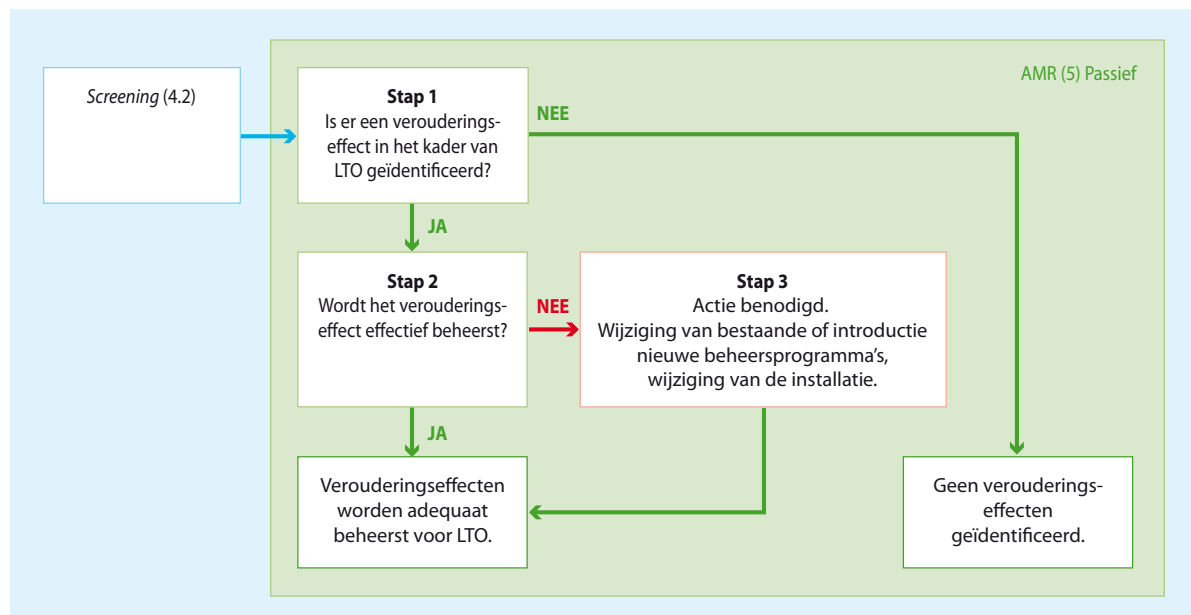 AMR (5) Passief
Screening (4.2)
Stap 1
Is er een verouderings-
effect in het kader van
LTO geïdentificeerd?
NEE
JA
Stap 2
Wordt het verouderings-
effect effectief beheerst?
NEE
Stap 3
Actie benodigd.
Wijziging van bestaande of introductie
nieuwe beheersprogramma's,
wijziging van de installatie.
JA
Verouderingseffecten
worden adequaat
beheerst voor LTO.
Geen verouderings-
effecten
geïdentificeerd.